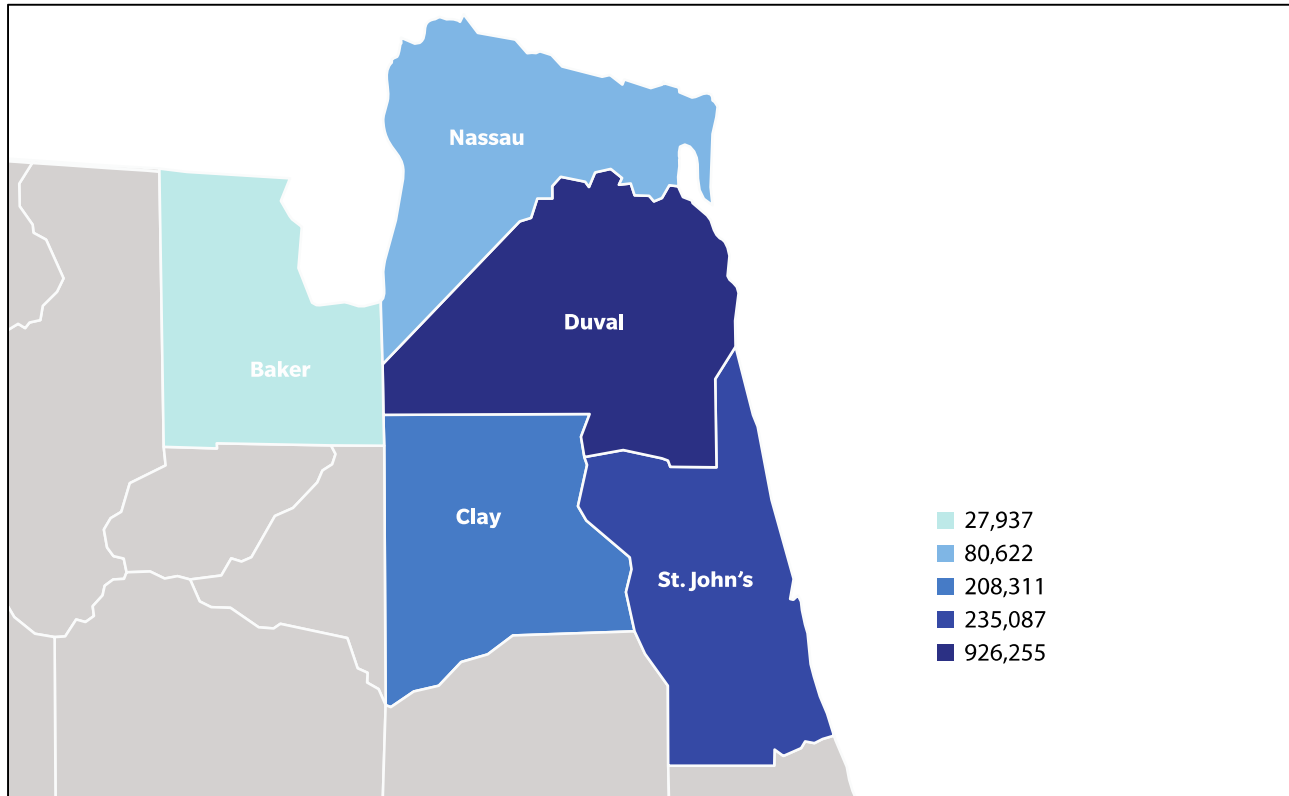 Nassau
Duval
Baker
Clay
St. John’s
27,937
80,622
208,311
235,087
926,255